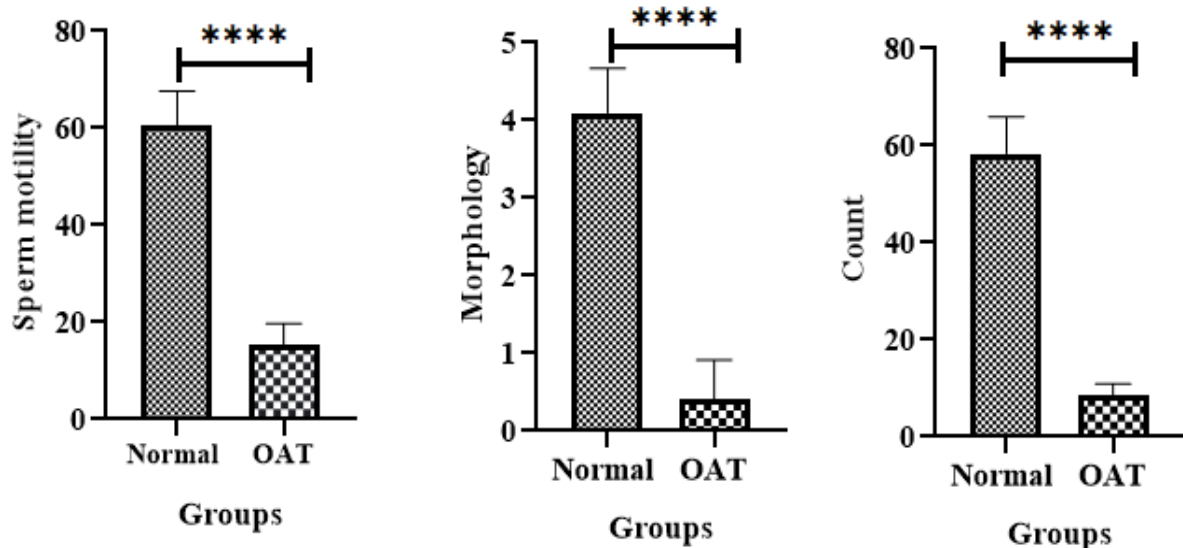 Sperm motility
80
60
40
20
0
****
Normal OAT
Groups
Morphology
5
4
3
2
1
0
****
Normal OAT
Groups
Count
80
60
40
20
0
****
Normal OAT
Groups